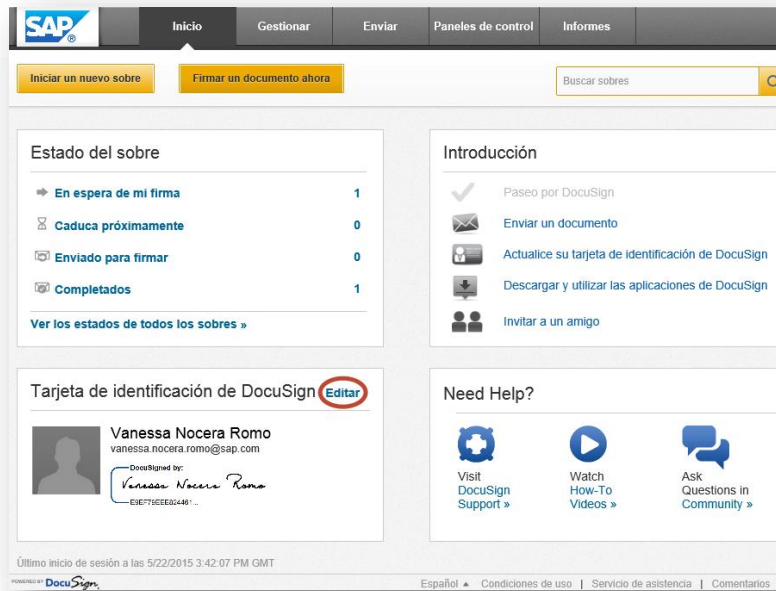 SAP ®
Inicio Gestionar Enviar Paneles de control Informes
Iniciar un nuevo sobre Firmar un documento ahora Buscar sobres
Estado del sobre
En espera de mi firma 1
Caduca próximamente 0
Enviado para firmar 0
Completados 1
Ver los estados de todos los sobres »
Introducción
Paseo por DocuSign
Enviar un documento
Actualice su tarjeta de identificación de DocuSign
Descargar y utilizar las aplicaciones de DocuSign
Invitar a un amigo
Tarjeta de identificación de DocuSign Editar
Vanessa Nocera Romo
vanessa.nocera.romo@sap.com
DocuSigned by:
Vanessa Nocera Romo
E9EF79EEE824461...
Need Help?
Visit
DocuSign
Support »
Watch
How-To
Videos »
Ask
Questions in
Community »
Último inicio de sesión a las 5/22/2015 3:42:07 PM GMT
POWERED BY DocuSign Español Condiciones de uso | Servicio de asistencia | Comentarios